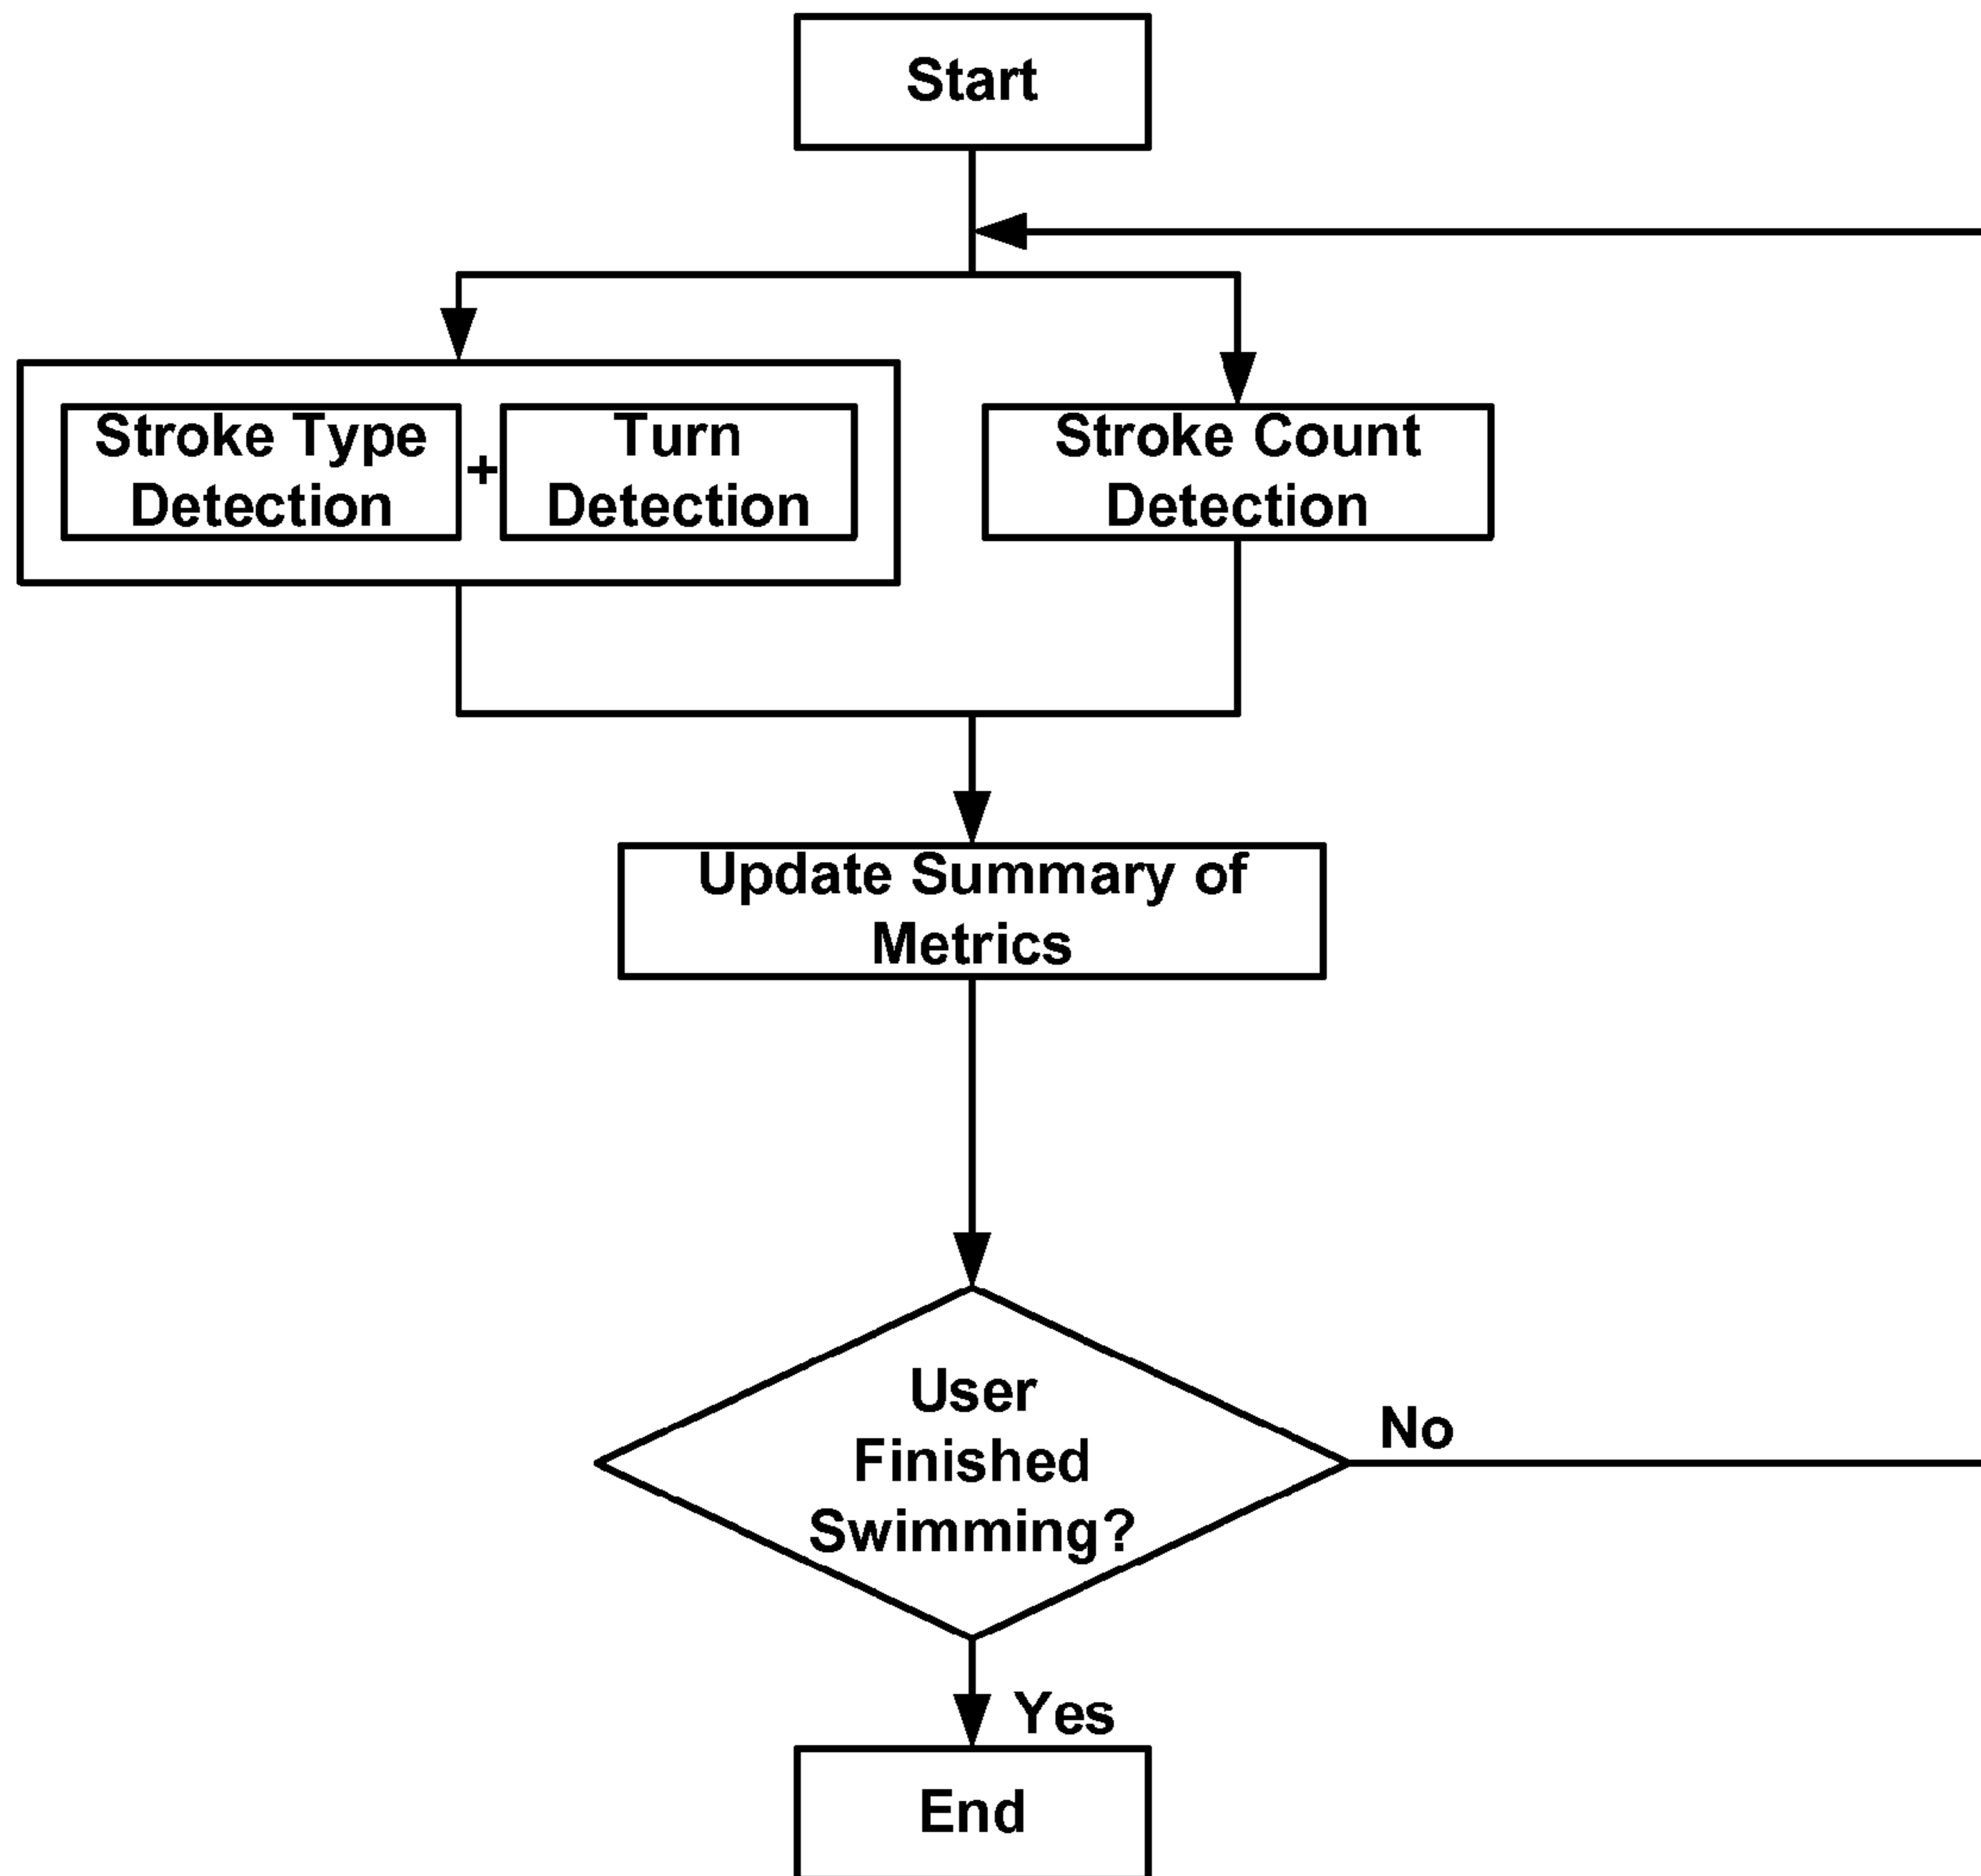 Start
Stroke Type
Detection
+
Turn
Detection
Stroke Count
Detection
Update Summary of
Metrics
User
Finished
Swimming?
No
Yes
End